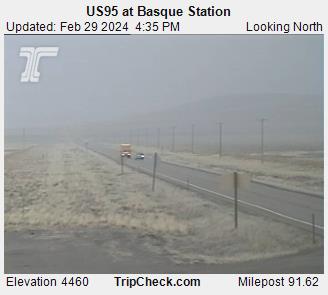 US95 at Basque Station
Updated: Feb 29 2024 4:35 PM Looking North
Elevation 4460 TripCheck.com Milepost 91.62